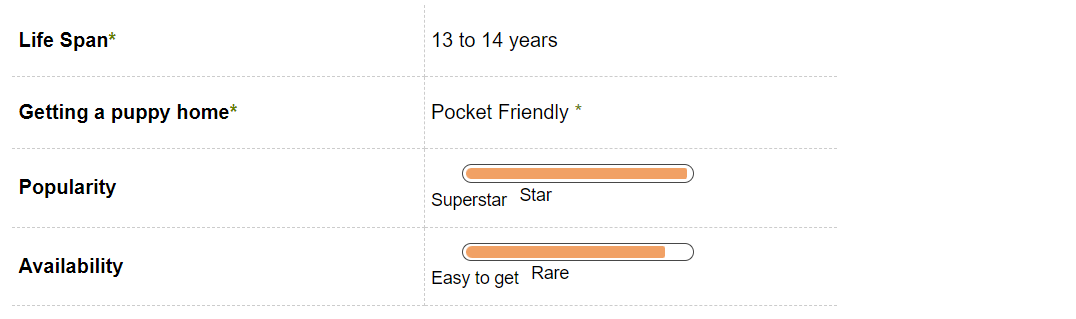 Life Span* 13 to 14 years
Getting a puppy home* Pocket Friendly *
Popularity
Superstar Star
Availability
Easy to get Rare